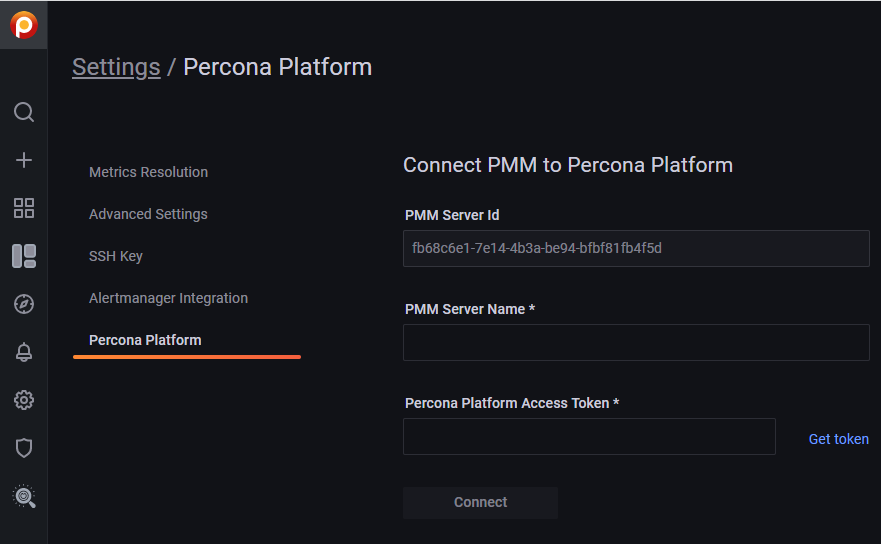 Settings / Percona Platform
Metrics Resolution
Advanced Settings
SSH Key
Alertmanager Integration
Percona Platform
Connect PMM to Percona Platform
PMM Server Id
fb68c6e1-7e14-4b3a-be94-bfbf81fb4f5d
PMM Server Name *
Percona Platform Access Token *
Get token
Connect